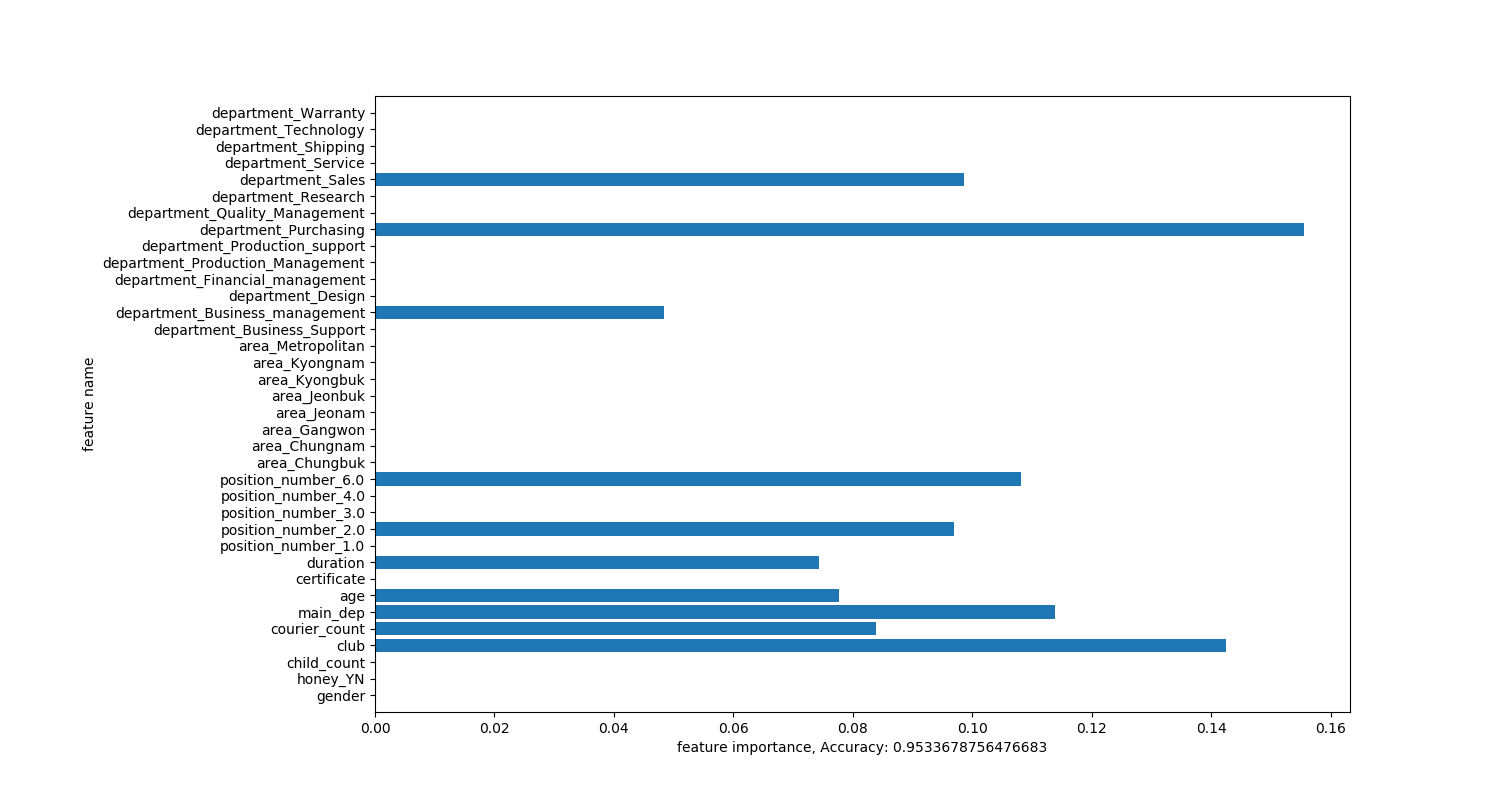 department_Warranty
department_Technology
department_Shipping
department_Service
department_Sales
department_Research
department_Quality_Management
department_Purchasing
department_Production_support
department_Production_Management
department_Financial_management
department_Design
department_Business_management
department_Business_Support
area_Metropolitan
area_Kyongnam
area_Kyongbuk
area_Jeonbuk
area_Jeonam
area_Gangwon
area_Chungnam
area_Chungbuk
position_number_6.0
position_number_4.0
position_number_3.0
position_number_2.0
position_number_1.0
duration
certificate
age
main_dep
courier_count
club
child_count
honey_YN
gender
feature name
0.00 0.02 0.04 0.06 0.08 0.10 0.12 0.14 0.16
feature importance, Accuracy: 0.9533678756476683